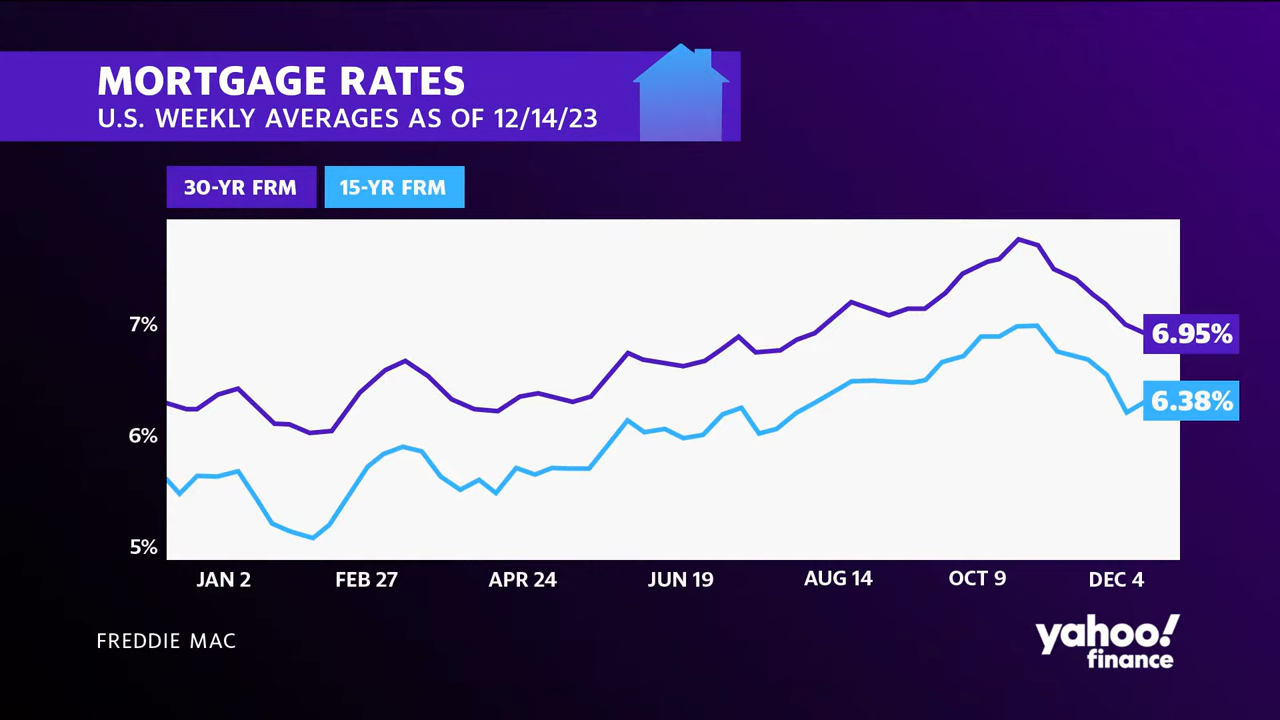 MORTGAGE RATES
U.S. WEEKLY AVERAGES AS OF 12/14/23
30-YR FRM 15-YR FRM
7%
6.95%
6.38%
6%
5%
JAN 2 FEB 27 APR 24 JUN 19 AUG 14 OCT 9 DEC 4
FREDDIE MAC
yahoo!
finance